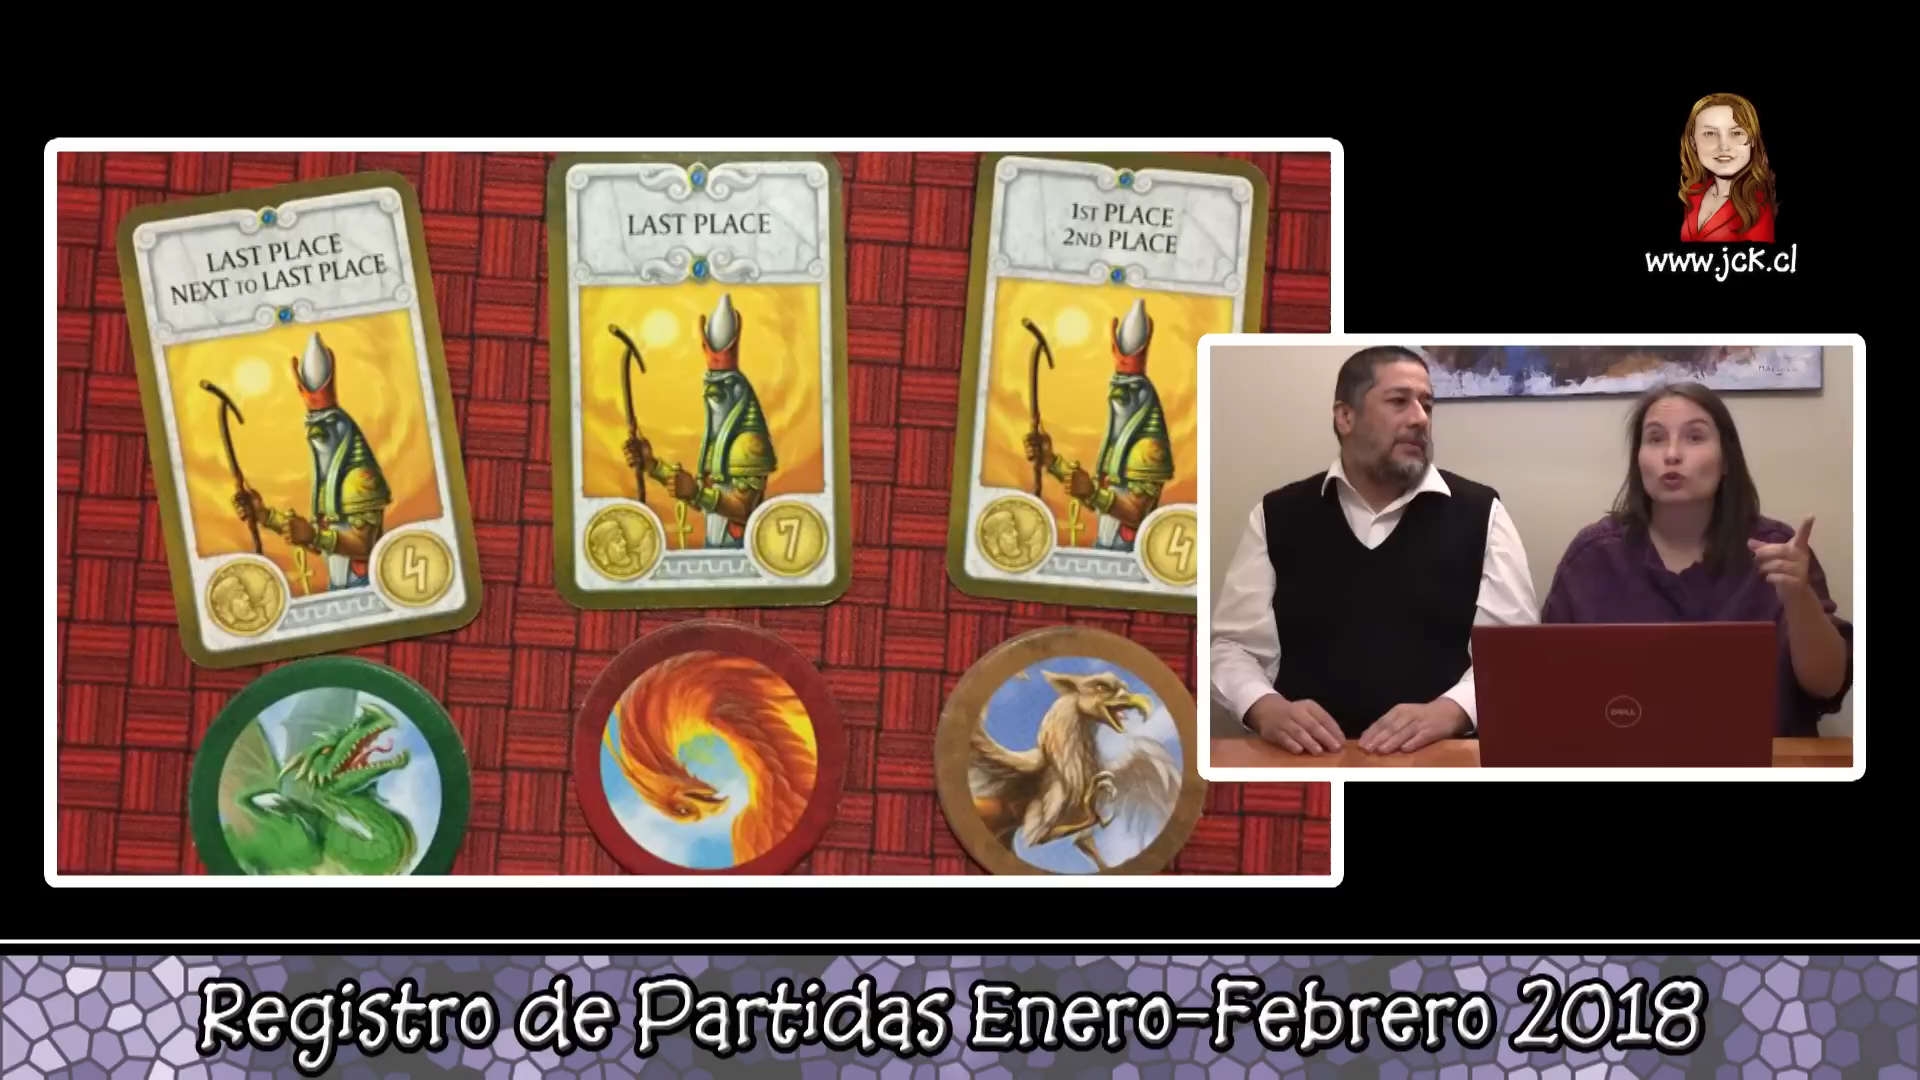 LAST PLACE
NEXT TO LAST PLACE
4
LAST PLACE
7
1ST PLACE
2ND PLACE
4
www.jck.cl
DELL
Registro de Partidas Enero-Febrero 2018